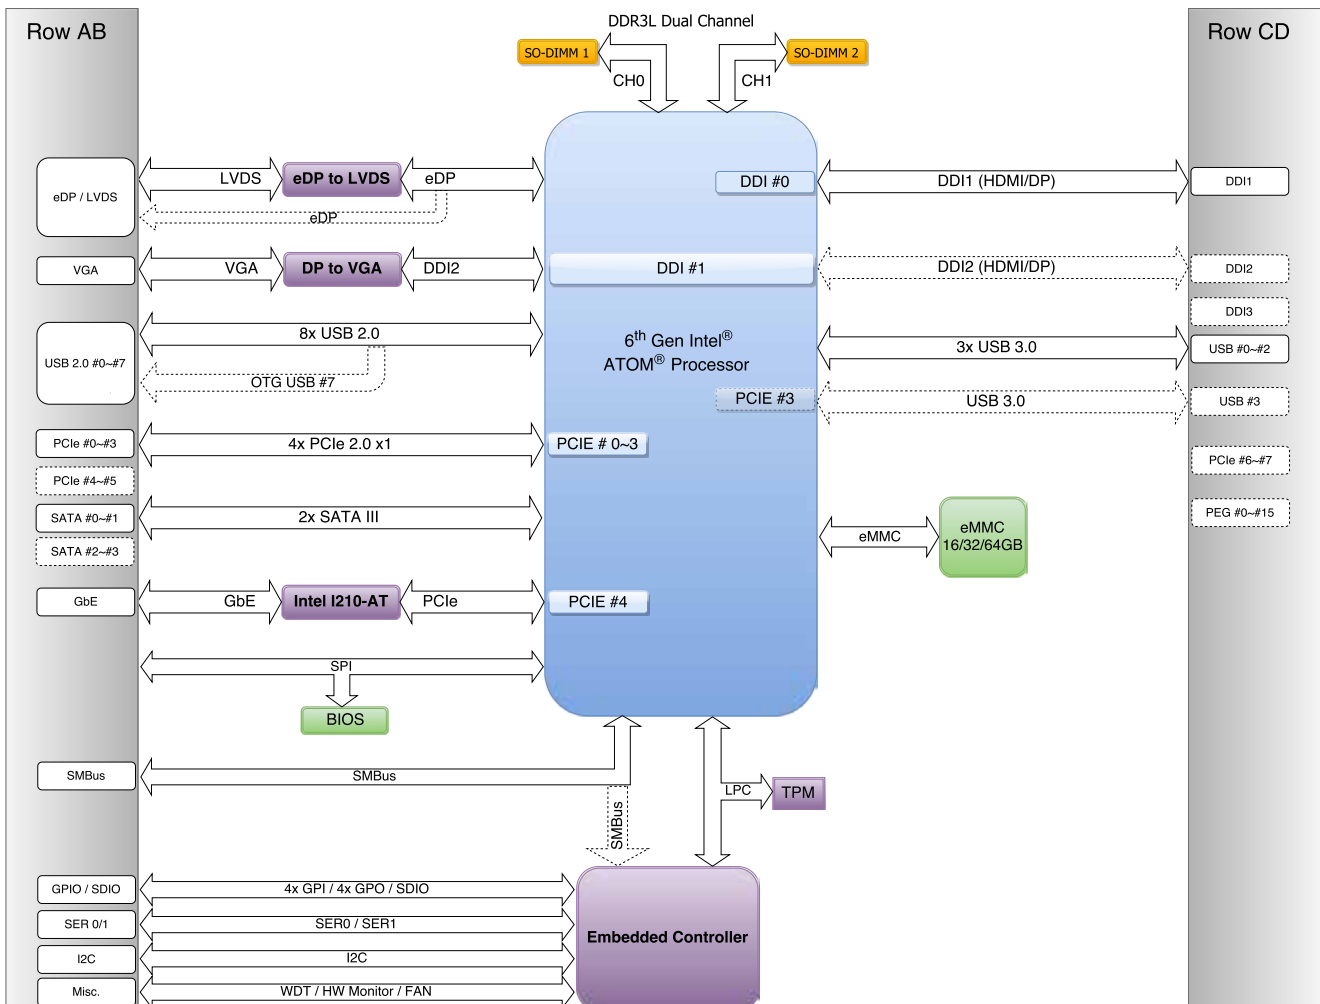 Row AB
DDR3L Dual Channel
Row CD
SO-DIMM 1
SO-DIMM 2
CH0
CH1
eDP / LVDS
LVDS
eDP to LVDS
eDP
eDP
DDI #0
DDI1 (HDMI/DP)
DDI1
VGA
VGA
DP to VGA
DDI2
DDI #1
DDI2 (HDMI/DP)
DDI2
DDI3
USB 2.0 #0~#7
8x USB 2.0
OTG USB #7
6th Gen Intel®
ATOM® Processor
3x USB 3.0
USB #0~#2
PCIE #3
USB 3.0
USB #3
PCIe #0~#3
4x PCIe 2.0 x1
PCIE # 0~3
PCIe #6~#7
PCIe #4~#5
SATA #0~#1
2x SATA III
PEG #0~#15
SATA #2~#3
eMMC
eMMC
16/32/64GB
GbE
GbE
Intel I210-AT
PCIe
PCIE #4
SPI
BIOS
SMBus
SMBus
SMBus
LPC
TPM
GPIO / SDIO
4x GPI / 4x GPO / SDIO
SER 0/1
SER0 / SER1
Embedded Controller
I2C
I2C
Misc.
WDT / HW Monitor / FAN